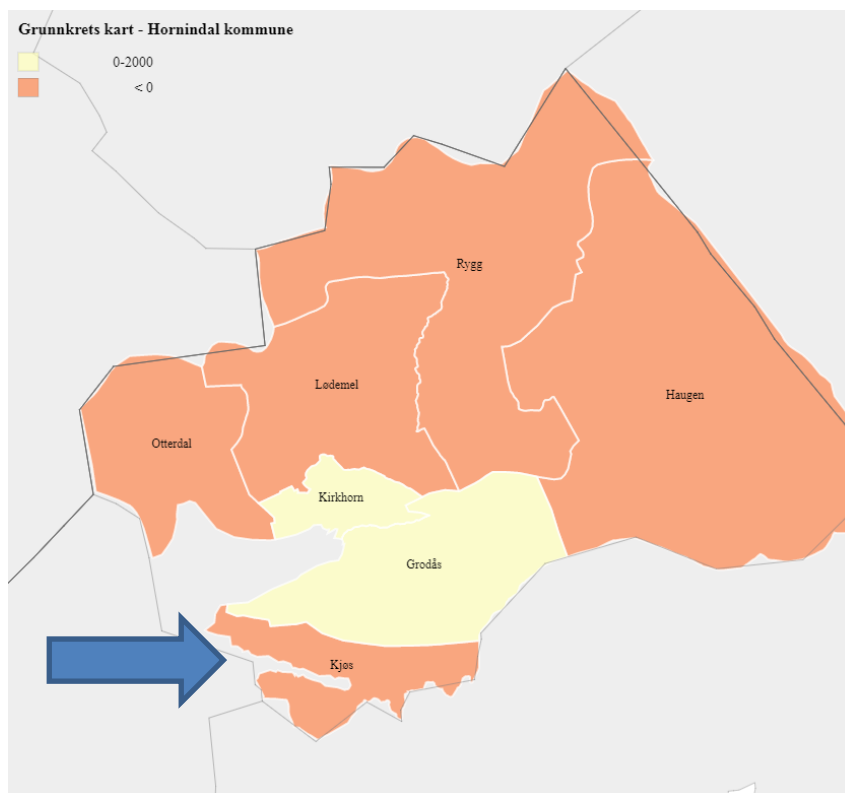 Grunnkrets kart - Hornindal kommune
0-2000
< 0
Rygg
Lødemel
Haugen
Otterdal
Kirkhorn
Grodås
Kjøs